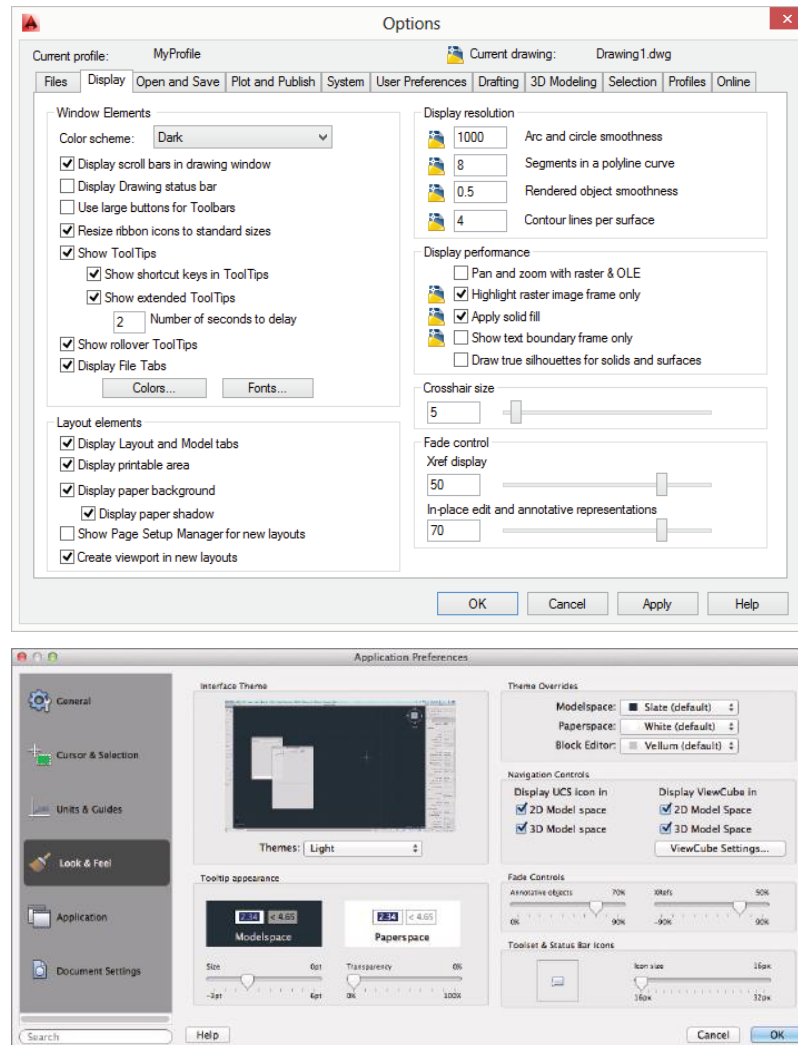 Options
Current profile: MyProfile Current drawing: Drawing1.dwg
Files Display Open and Save Plot and Publish System User Preferences Drafting 3D Modeling Selection Profiles Online
Window Elements
Color scheme: Dark
Display scroll bars in drawing window
Display Drawing status bar
Use large buttons for Toolbars
Resize ribbon icons to standard sizes
Show ToolTips
Show shortcut keys in ToolTips
Show extended ToolTips
2 Number of seconds to delay
Show rollover ToolTips
Display File Tabs
Colors... Fonts...
Layout elements
Display Layout and Model tabs
Display printable area
Display paper background
Display paper shadow
Show Page Setup Manager for new layouts
Create viewport in new layouts
Display resolution
1000 Arc and circle smoothness
8 Segments in a polyline curve
0.5 Rendered object smoothness
4 Contour lines per surface
Display performance
Pan and zoom with raster & OLE
Highlight raster image frame only
Apply solid fill
Show text boundary frame only
Draw true silhouettes for solids and surfaces
Crosshair size
5
Fade control
Xref display
50
In-place edit and annotative representations
70
OK Cancel Apply Help
Application Preferences
General
Cursor & Selection
Units & Guides
Look & Feel
Application
Document Settings
Search
Interface Theme
Themes: Light
Tooltip appearance
2.34 < 4.65 2.34 < 4.65
Modelspace Paperspace
Size 0pt Transparency 0%
-3pt 6pt 0% 100%
Theme Overrides
Modelspace: Slate (default)
Paperspace: White (default)
Block Editor: Vellum (default)
Navigation Controls
Display UCS icon in Display ViewCube in
2D Model space 2D Model Space
3D Model space 3D Model Space
ViewCube Settings...
Fade Controls
Annotative objects 70% XRefs 50%
0% 90% -90% 90%
Toolset & Status Bar Icons
Icon size 16px
16px 32px
Help Cancel OK